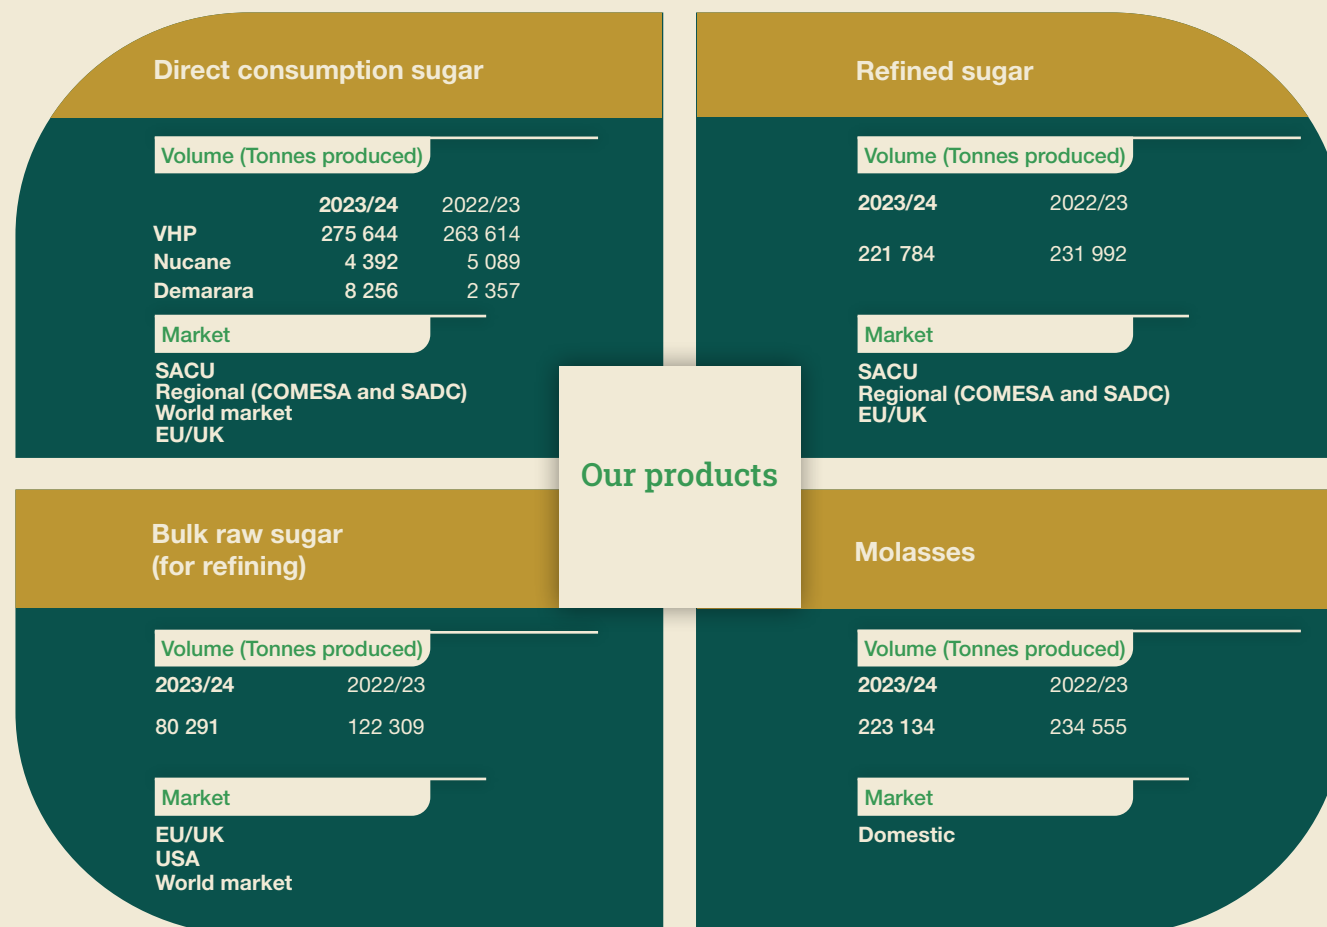 Direct consumption sugar
Volume (Tonnes produced)
2023/24 2022/23
VHP 275 644 263 614
Nucane 4 392 5 089
Demarara 8 256 2 357
Market
SACU
Regional (COMESA and SADC)
World market
EU/UK
Refined sugar
Volume (Tonnes produced)
2023/24 2022/23
221 784 231 992
Market
SACU
Regional (COMESA and SADC)
EU/UK
Our products
Bulk raw sugar
(for refining)
Volume (Tonnes produced)
2023/24 2022/23
80 291 122 309
Market
EU/UK
USA
World market
Molasses
Volume (Tonnes produced)
2023/24 2022/23
223 134 234 555
Market
Domestic